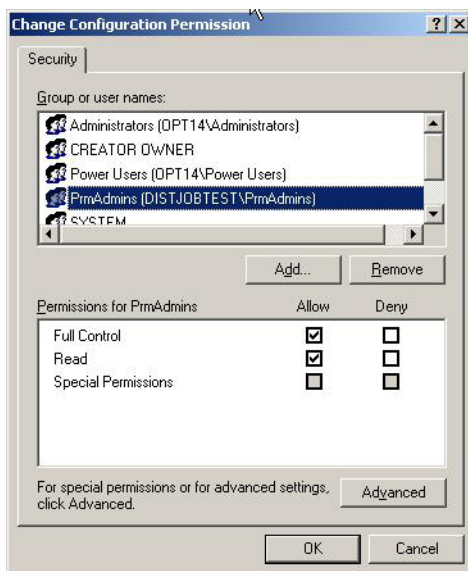 Change Configuration Permission
Security
Group or user names:
Administrators (OPT14\Administrators)
CREATOR OWNER
Power Users (OPT14\Power Users)
PrmAdmins (DISTJOBTEST\PrmAdmins)
SYSTEM
Add... Remove
Permissions for PrmAdmins Allow Deny
Full Control
Read
Special Permissions
For special permissions or for advanced settings,
click Advanced.
Advanced
OK Cancel